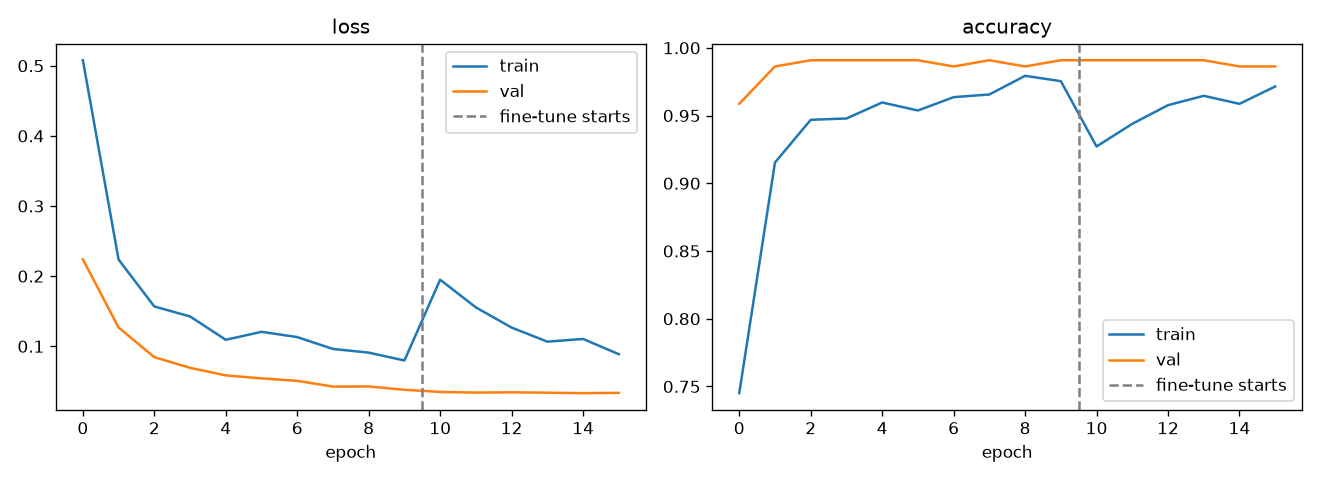 loss
0.5
0.4
0.3
0.2
0.1
0 2 4 6 8 10 12 14
epoch
train
val
fine-tune starts
accuracy
1.00
0.95
0.90
0.85
0.80
0.75
0 2 4 6 8 10 12 14
epoch
train
val
fine-tune starts